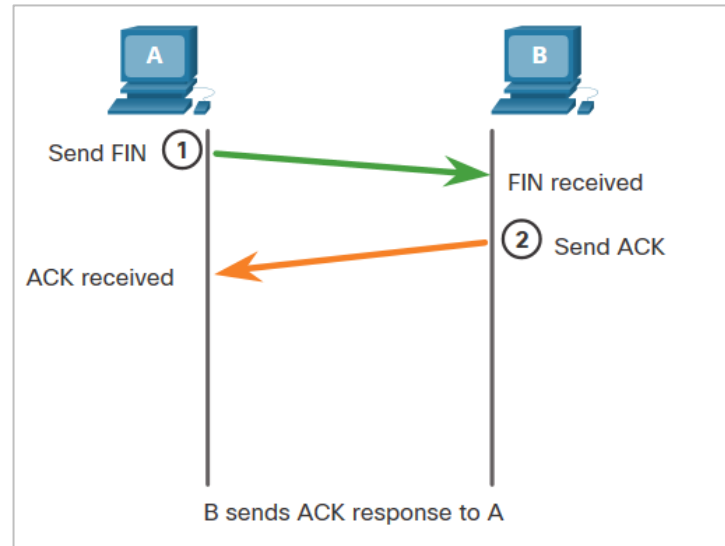 A
B
Send FIN 1
FIN received
2 Send ACK
ACK received
B sends ACK response to A